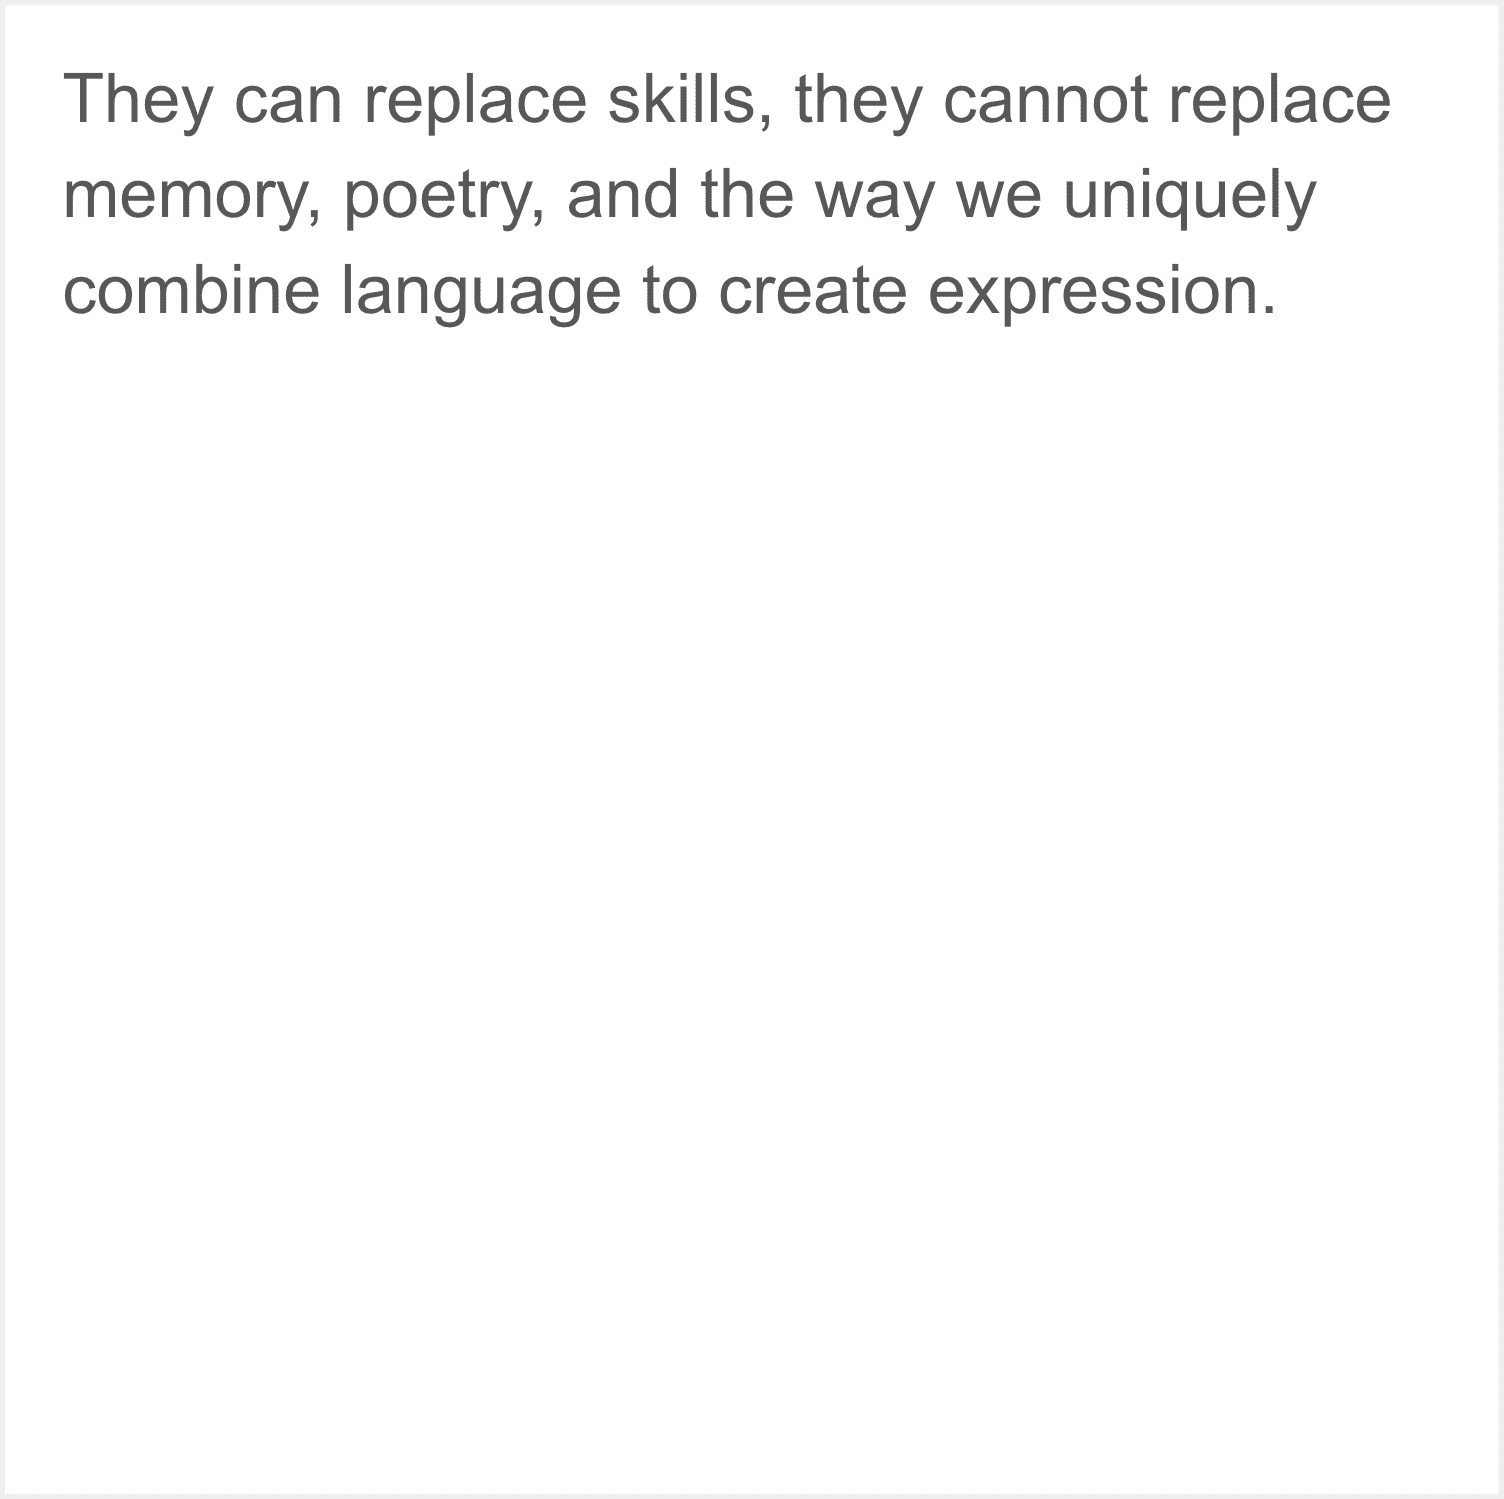 They can replace skills, they cannot replace
memory, poetry, and the way we uniquely
combine language to create expression.